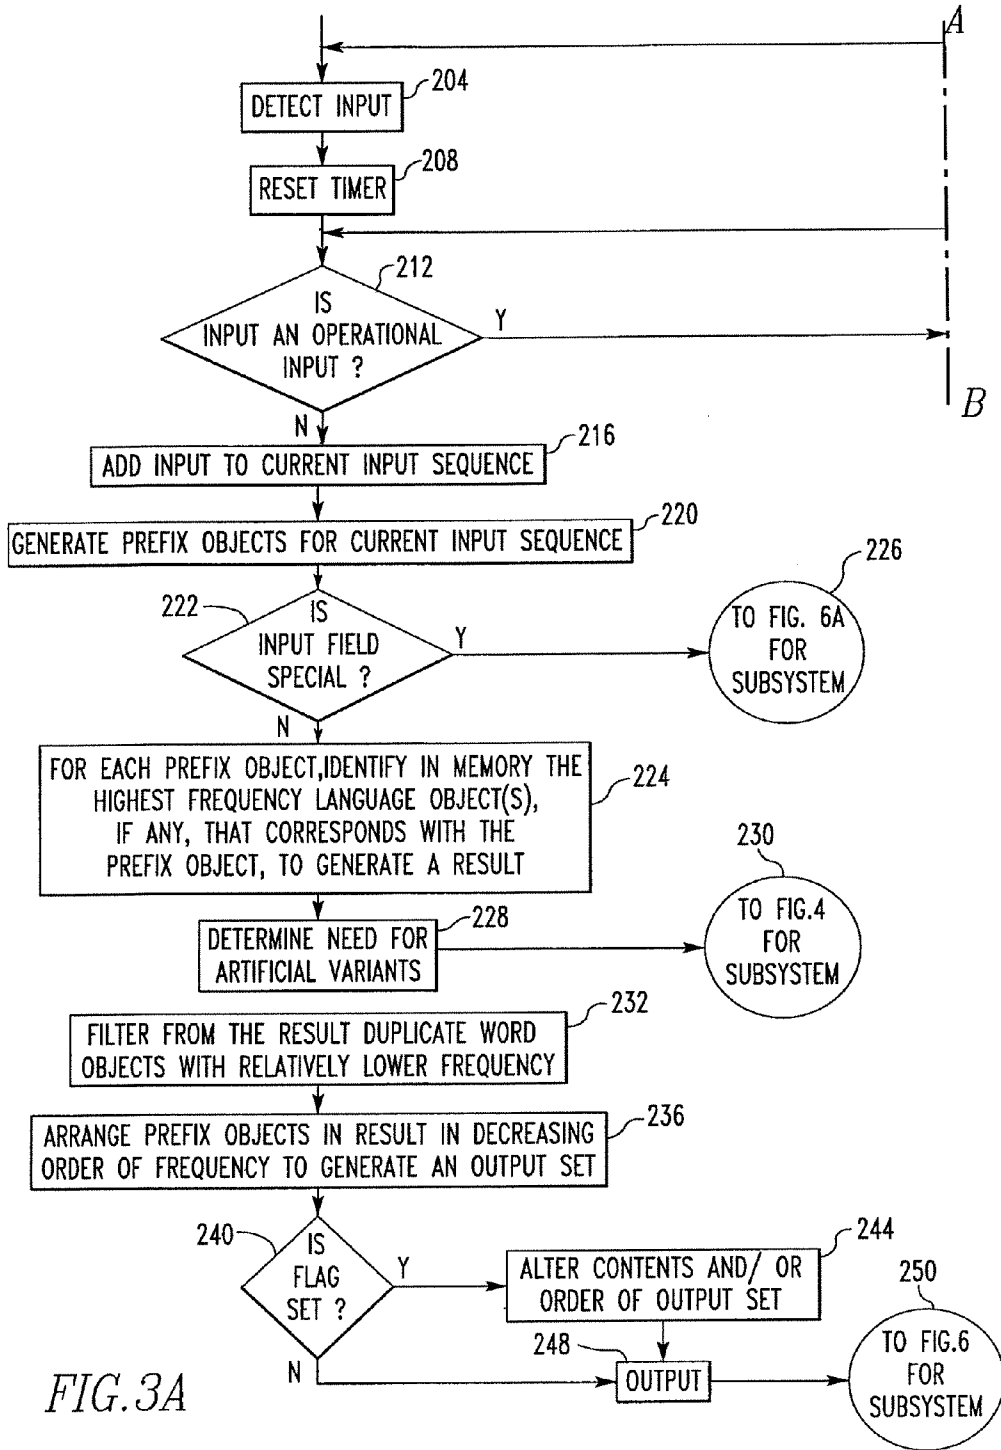 A
204
DETECT INPUT
208
RESET TIMER
212
IS
INPUT AN OPERATIONAL
INPUT ?
Y
B
N
216
ADD INPUT TO CURRENT INPUT SEQUENCE
220
GENERATE PREFIX OBJECTS FOR CURRENT INPUT SEQUENCE
222
IS
INPUT FIELD
SPECIAL ?
Y
226
TO FIG. 6A
FOR
SUBSYSTEM
N
FOR EACH PREFIX OBJECT,IDENTIFY IN MEMORY THE
HIGHEST FREQUENCY LANGUAGE OBJECT(S),
IF ANY, THAT CORRESPONDS WITH THE
PREFIX OBJECT, TO GENERATE A RESULT
224
228
DETERMINE NEED FOR
ARTIFICIAL VARIANTS
230
TO FIG.4
FOR
SUBSYSTEM
232
FILTER FROM THE RESULT DUPLICATE WORD
OBJECTS WITH RELATIVELY LOWER FREQUENCY
236
ARRANGE PREFIX OBJECTS IN RESULT IN DECREASING
ORDER OF FREQUENCY TO GENERATE AN OUTPUT SET
240
IS
FLAG
SET ?
Y
244
ALTER CONTENTS AND/ OR
ORDER OF OUTPUT SET
N
248
OUTPUT
250
TO FIG.6
FOR
SUBSYSTEM
FIG.3A